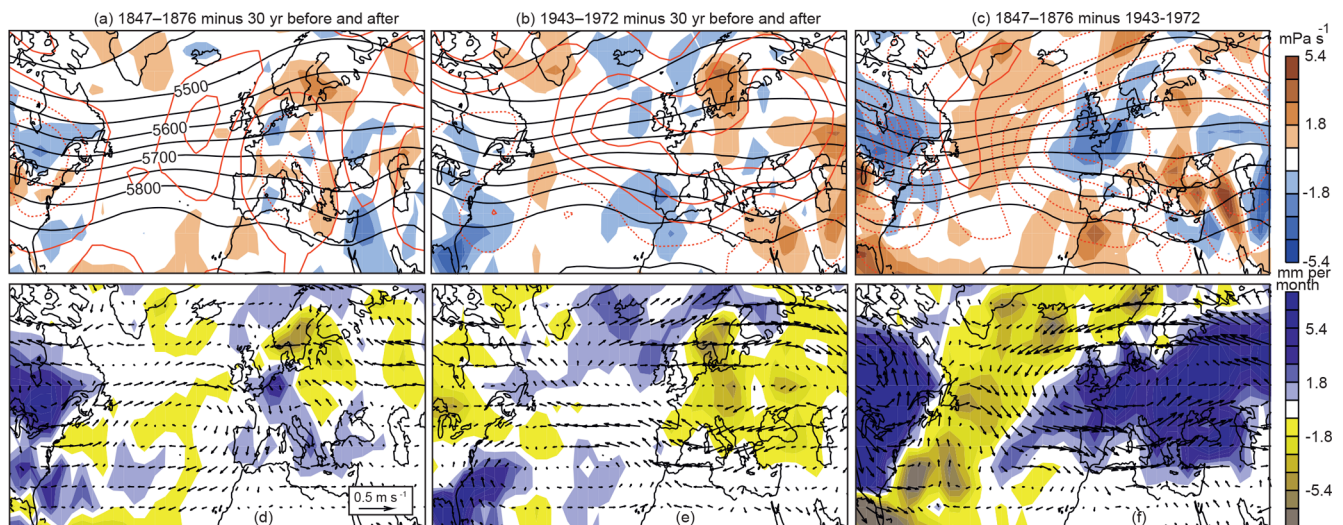 (a) 1847–1876 minus 30 yr before and after
(b) 1943–1972 minus 30 yr before and after
(c) 1847–1876 minus 1943-1972
mPa S⁻¹
5.4
1.8
-1.8
-5.4
5500
5600
5700
5800
mm per
month
5.4
1.8
-1.8
-5.4
0.5 m s⁻¹
(d)
(e)
(f)